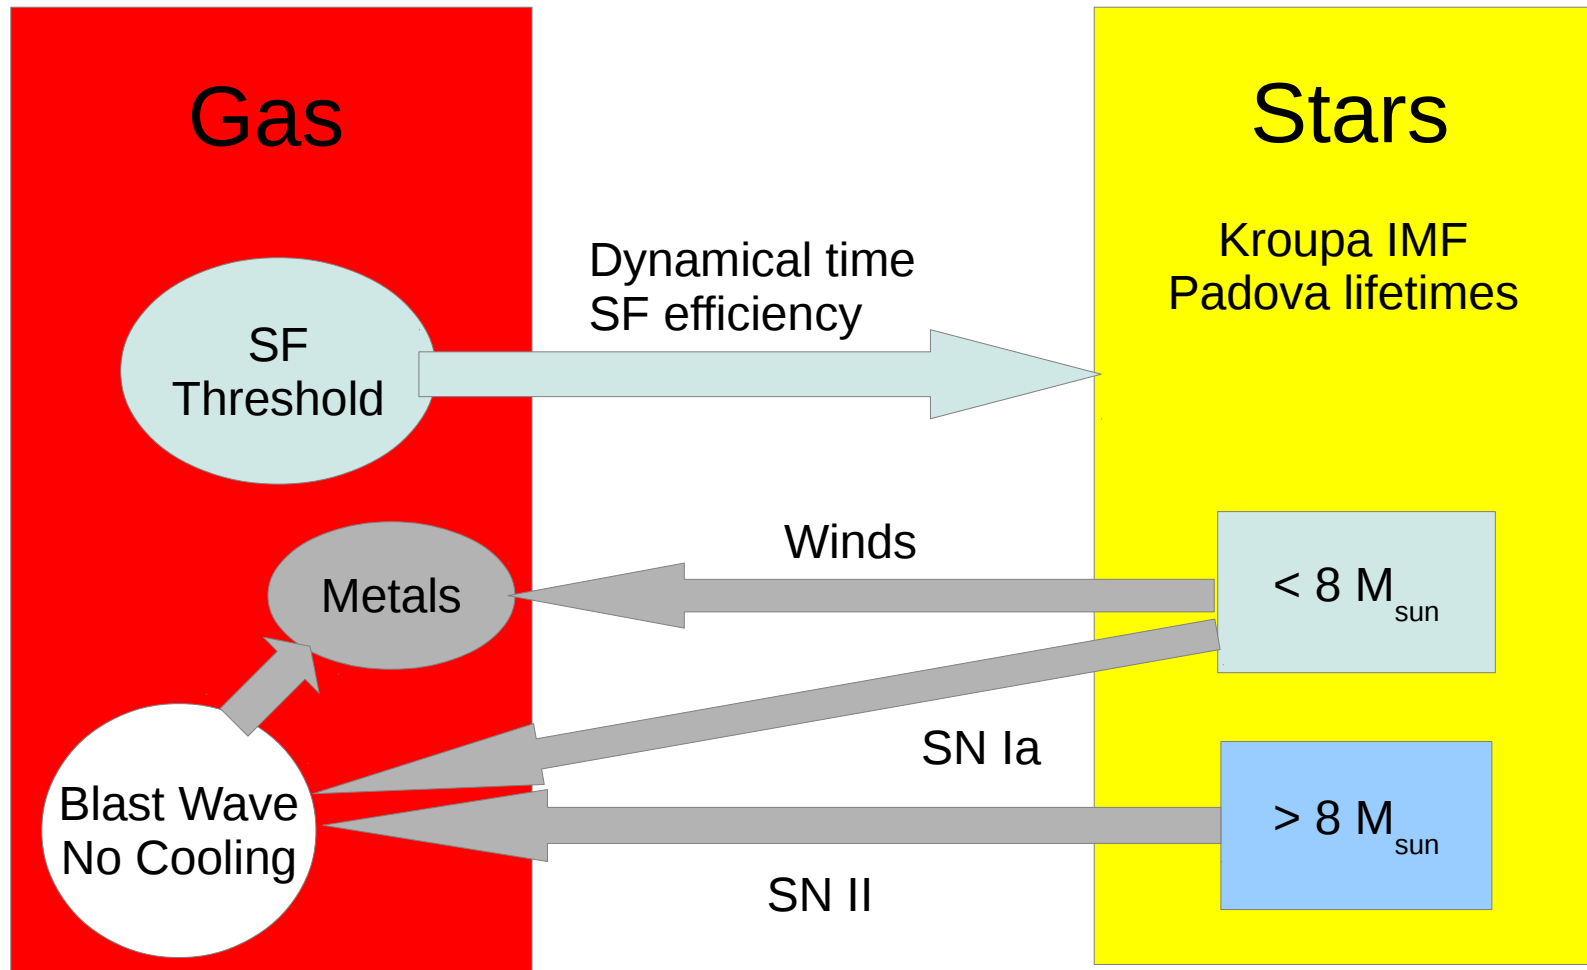 Gas
Stars
Kroupa IMF
Padova lifetimes
Dynamical time
SF efficiency
SF
Threshold
Winds
Metals
< 8 Msun
SN Ia
Blast Wave
No Cooling
> 8 Msun
SN II